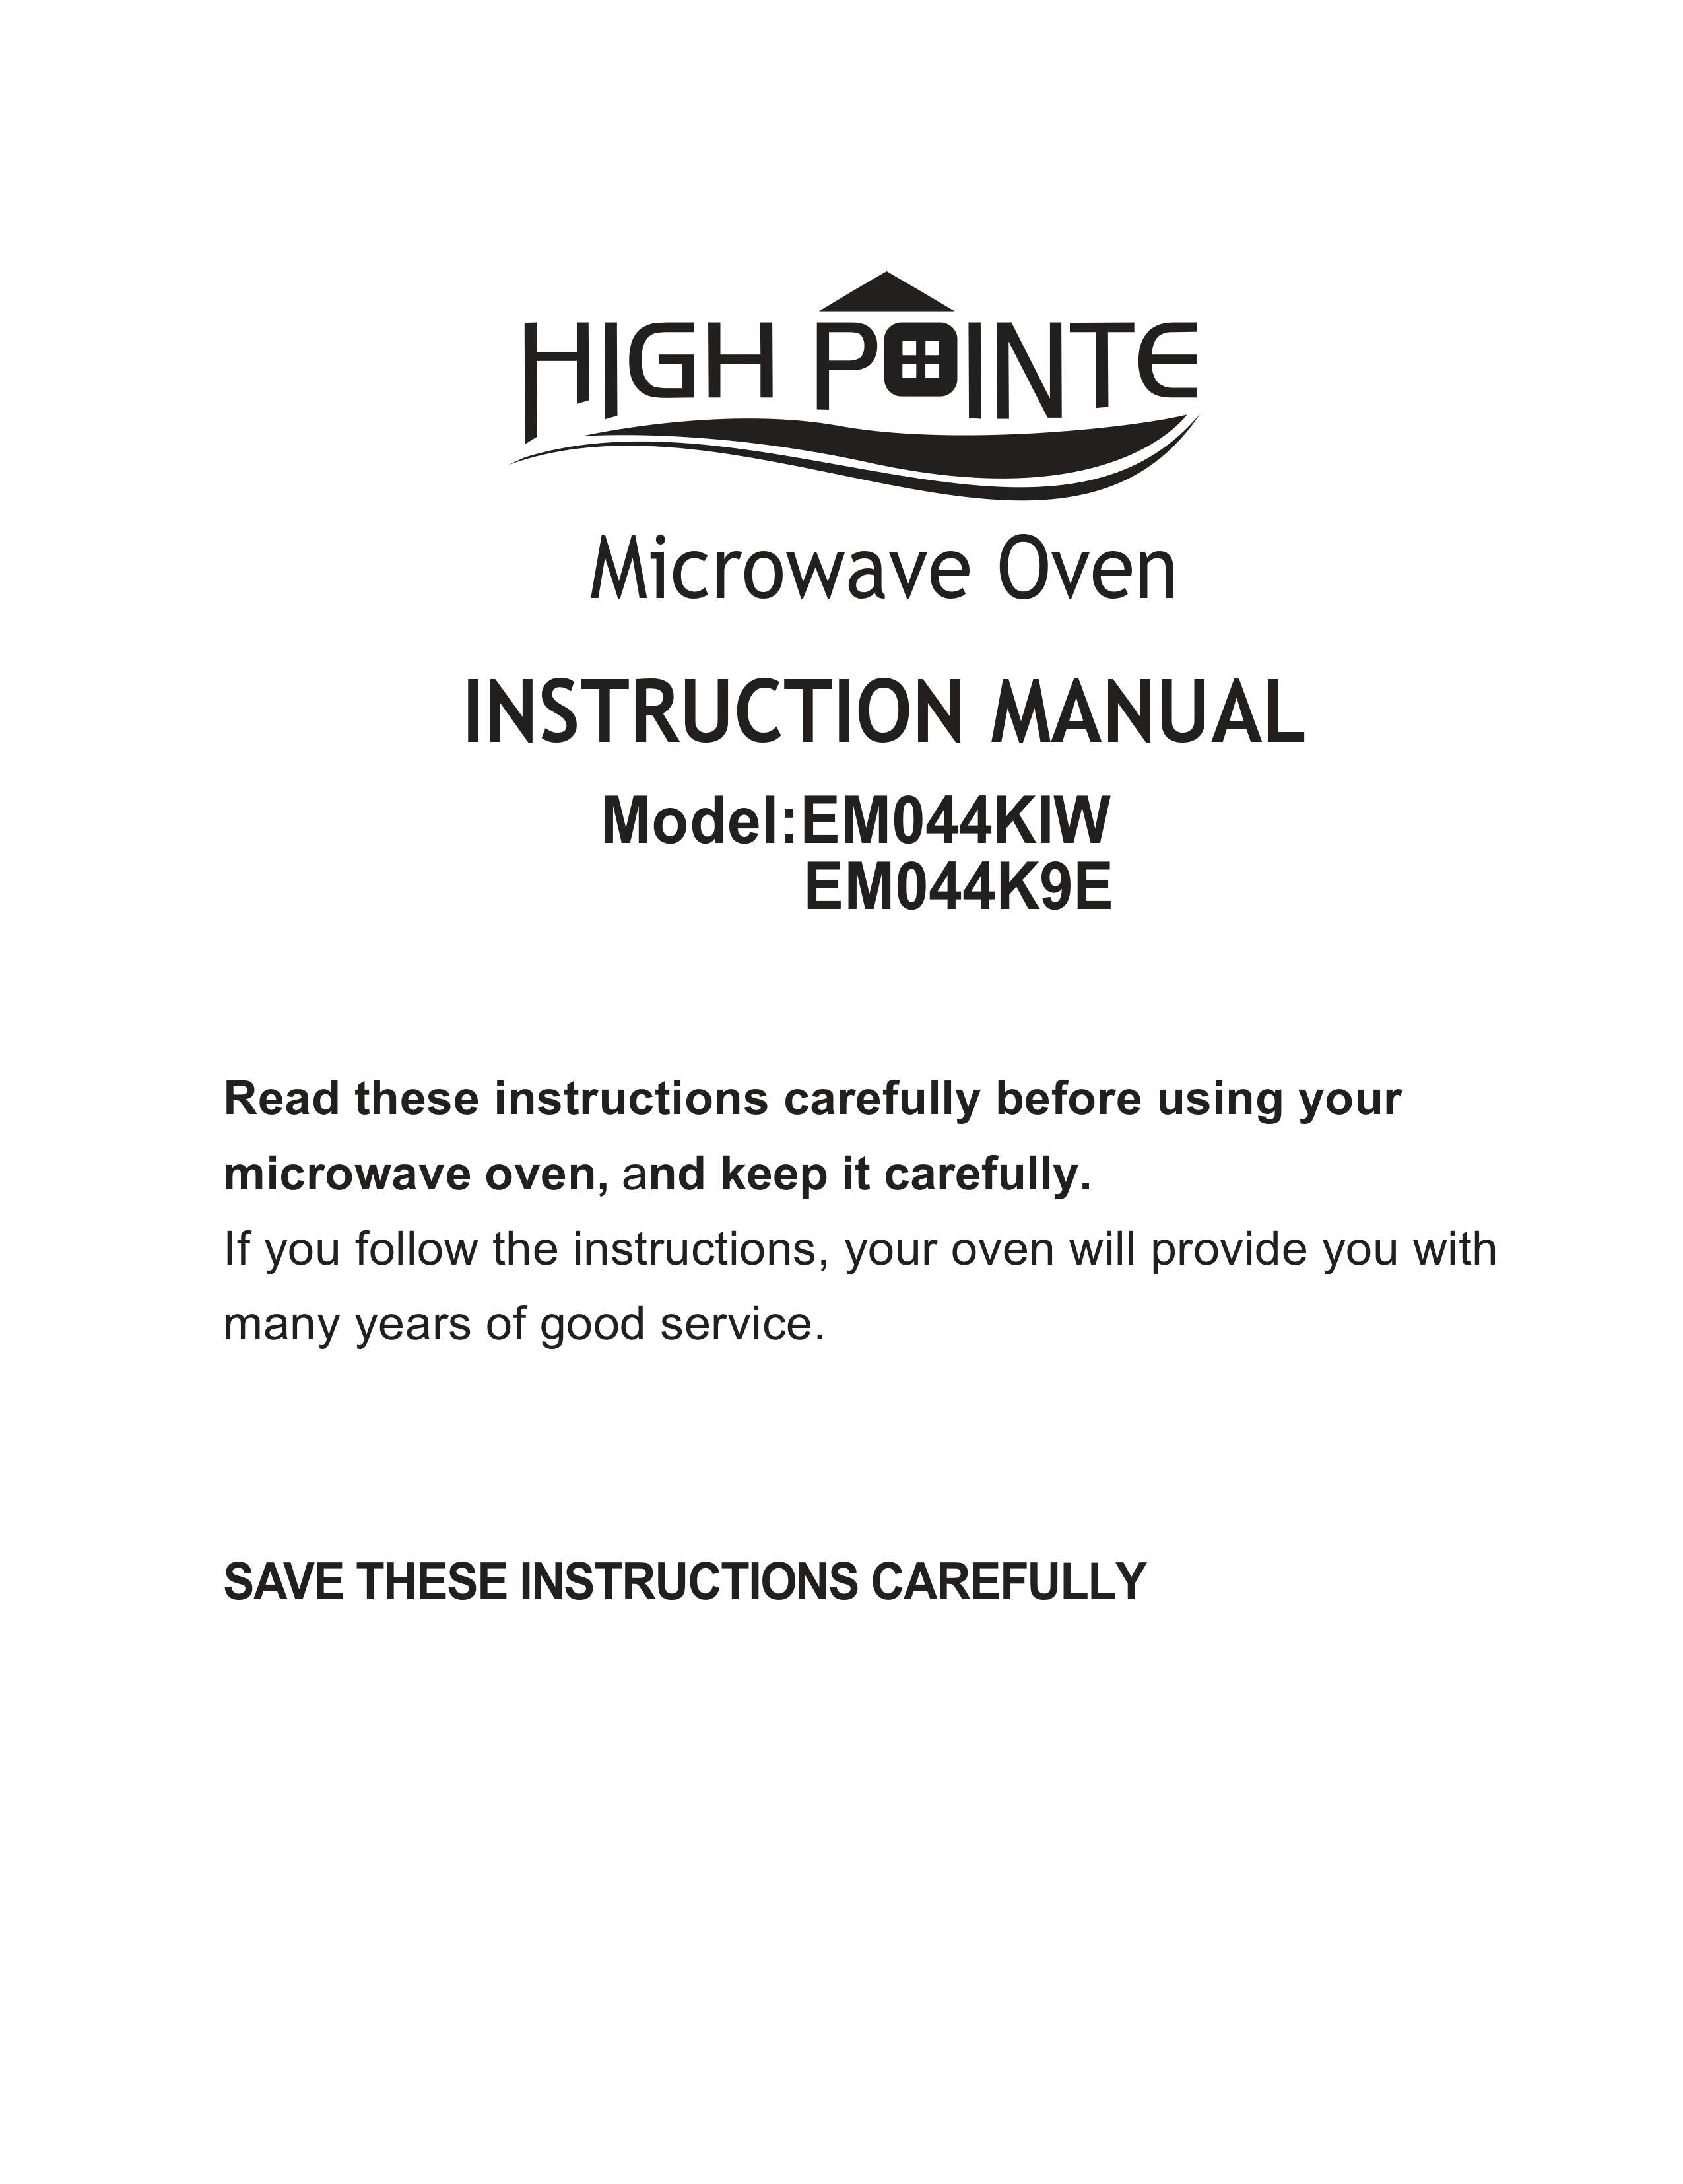 HIGH POINTE
Microwave Oven
INSTRUCTION MANUAL
Model:EM044KIW
EM044K9E
Read these instructions carefully before using your
microwave oven, and keep it carefully.
If you follow the instructions, your oven will provide you with
many years of good service.
SAVE THESE INSTRUCTIONS CAREFULLY